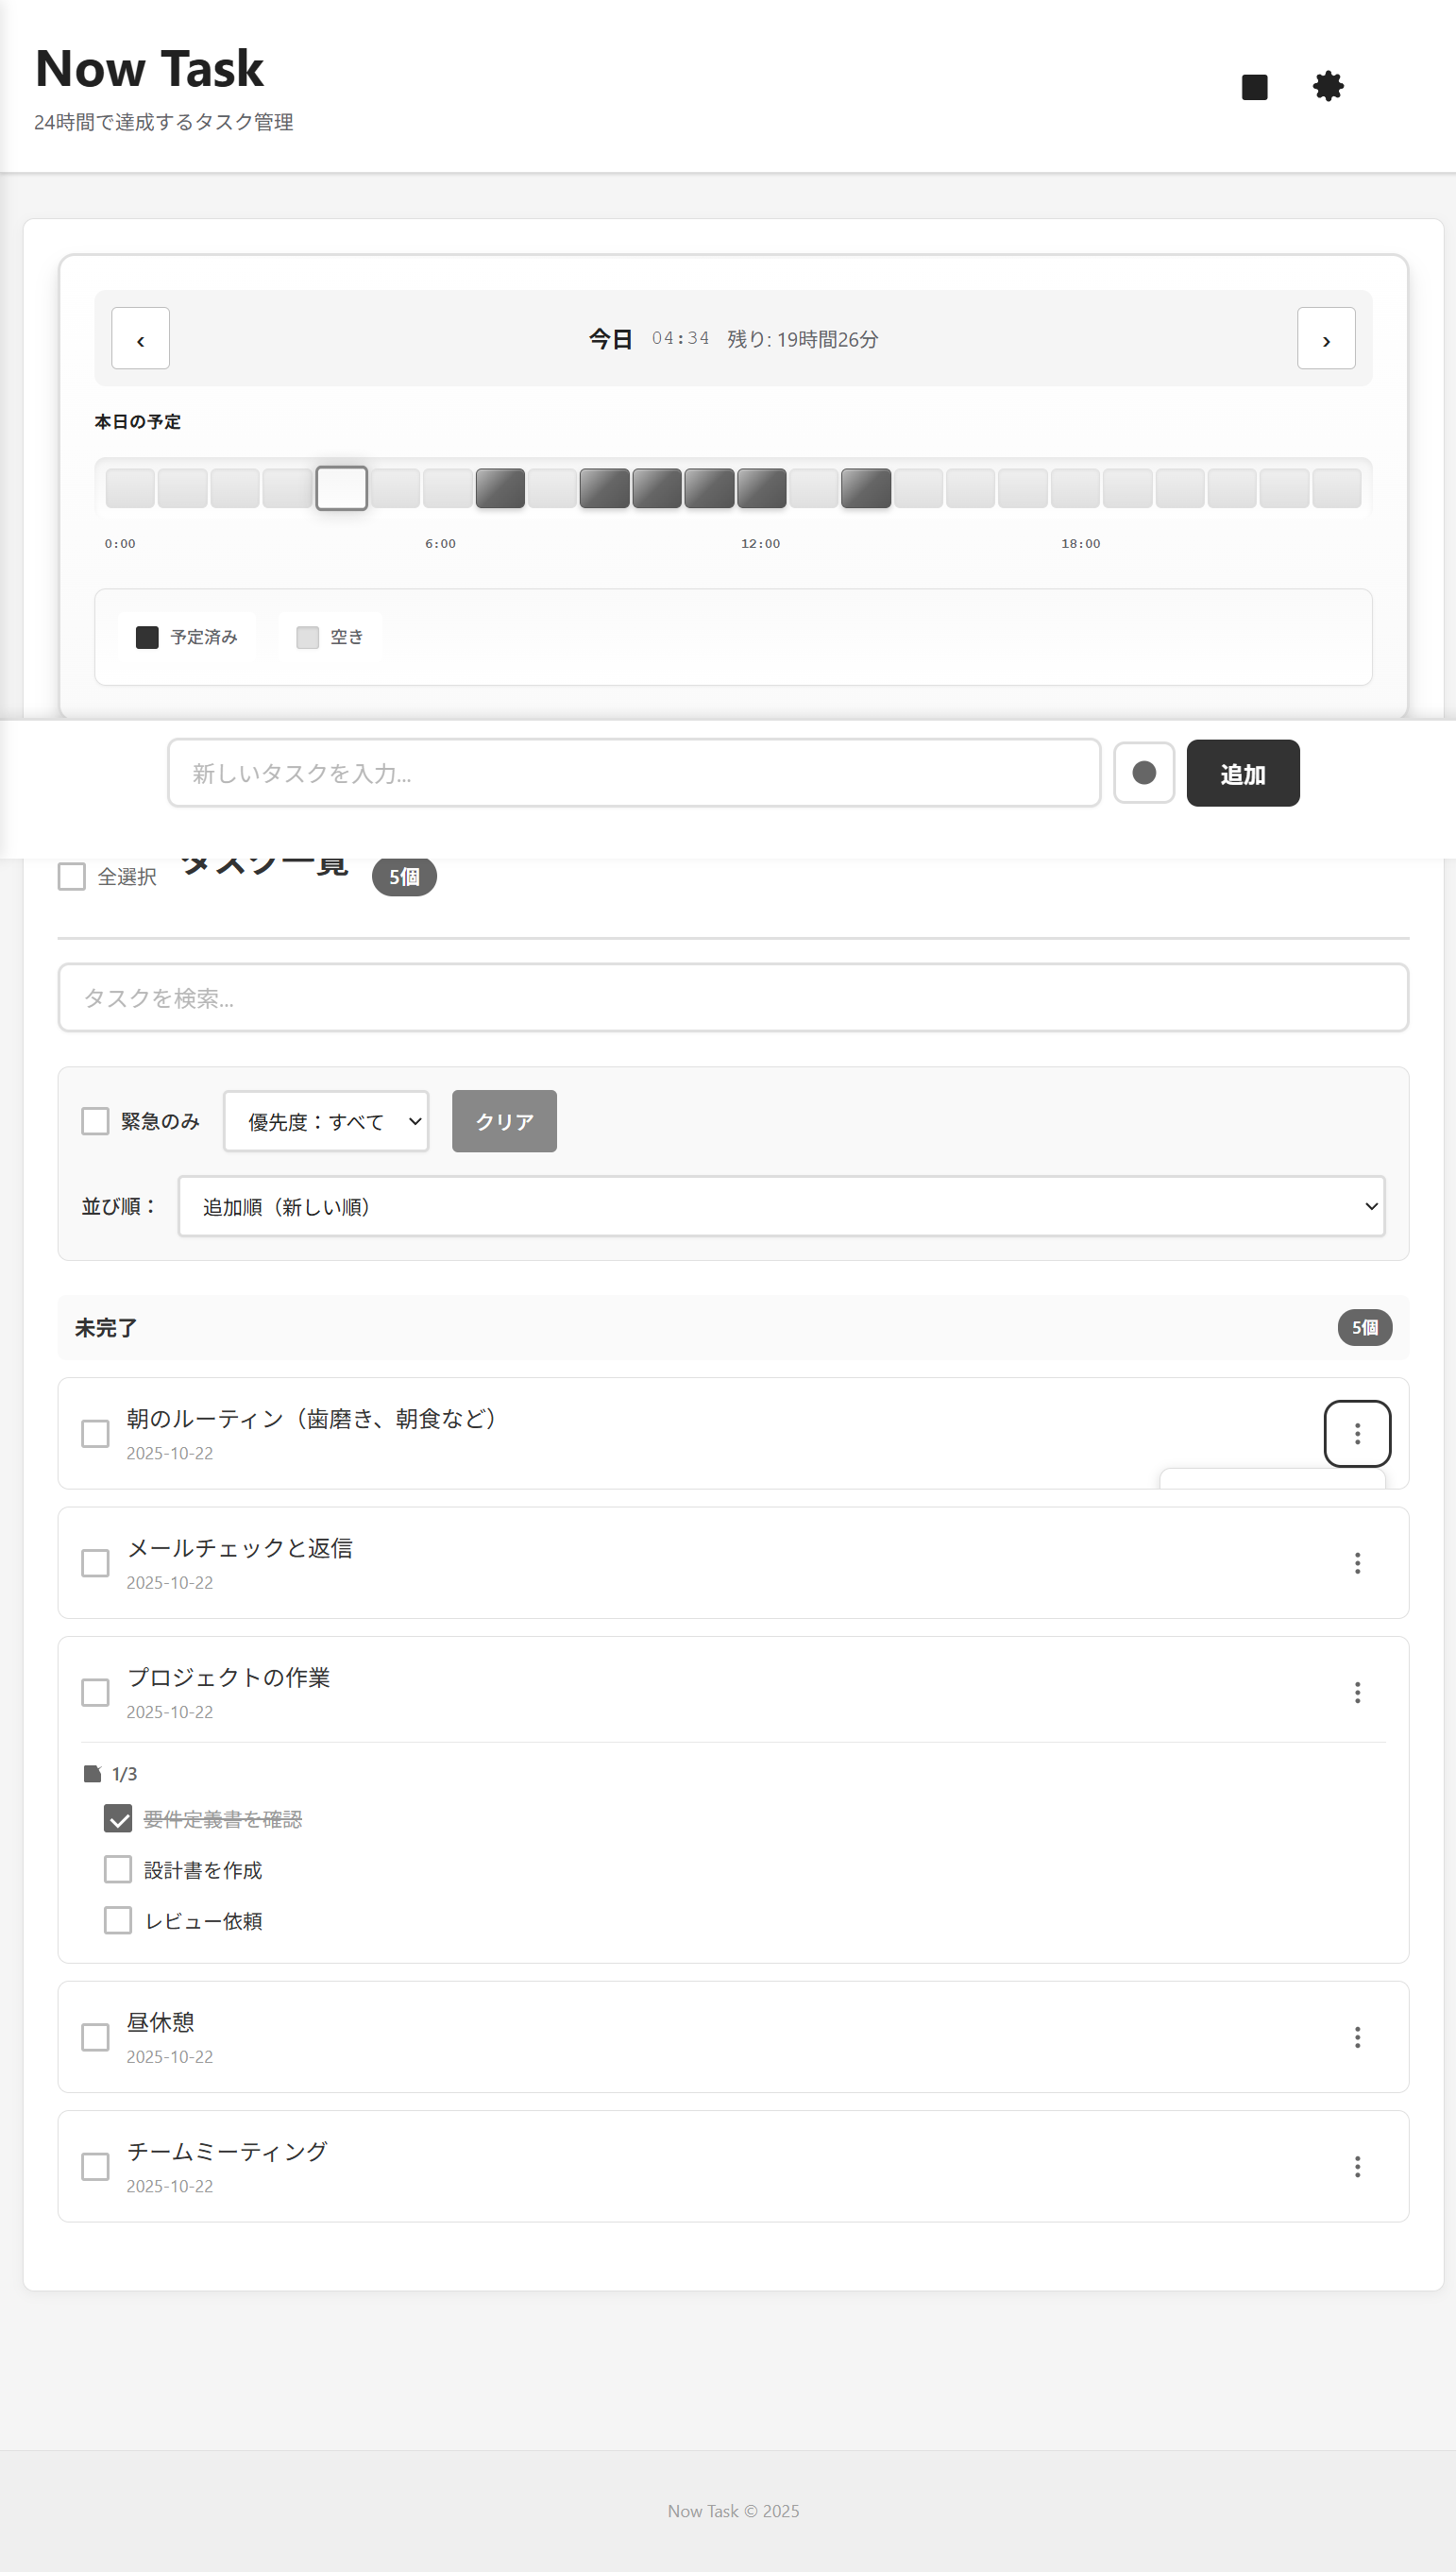 Now Task
24時間で達成するタスク管理
‹ 今日 04:34 残り: 19時間26分 ›
本日の予定
0:00 6:00 12:00 18:00
予定済み 空き
新しいタスクを入力... 追加
全選択 タスク一覧 5個
タスクを検索...
緊急のみ 優先度：すべて クリア
並び順： 追加順（新しい順）
未完了 5個
朝のルーティン（歯磨き、朝食など）
2025-10-22
メールチェックと返信
2025-10-22
プロジェクトの作業
2025-10-22
1/3
要件定義書を確認
設計書を作成
レビュー依頼
昼休憩
2025-10-22
チームミーティング
2025-10-22
Now Task © 2025